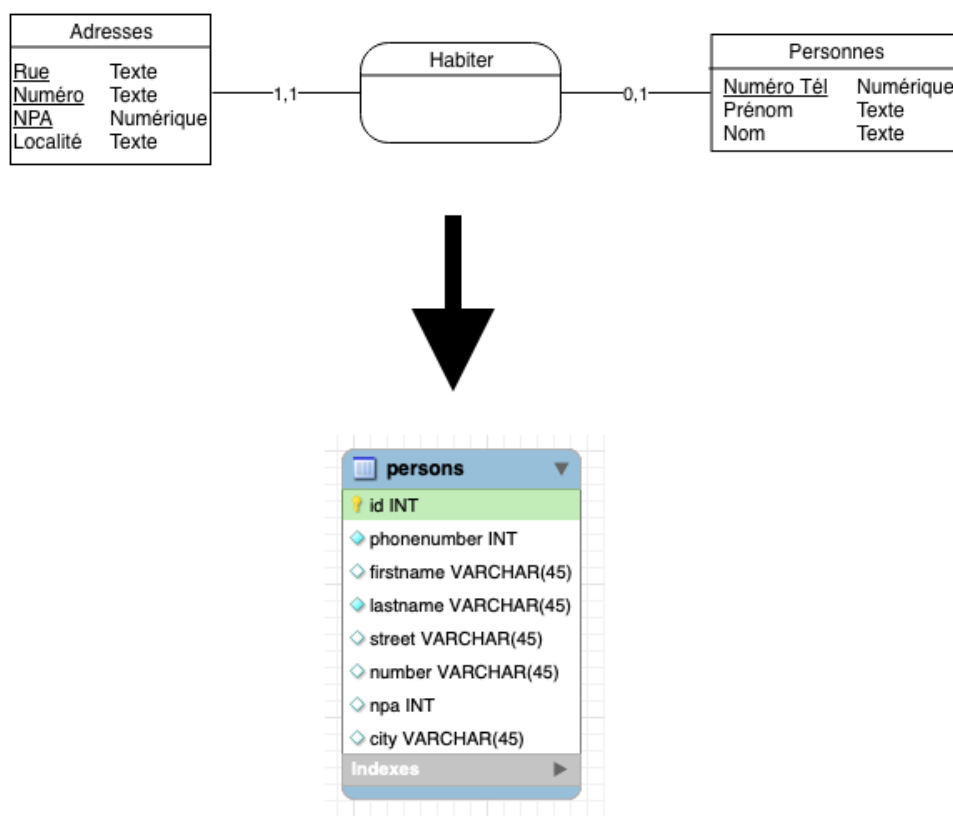 Adresses
Rue Texte
Numéro Texte
NPA Numérique
Localité Texte
1,1
Habiter
0,1
Personnes
Numéro Tél Numérique
Prénom Texte
Nom Texte
persons
id INT
phonenumber INT
firstname VARCHAR(45)
lastname VARCHAR(45)
street VARCHAR(45)
number VARCHAR(45)
npa INT
city VARCHAR(45)
Indexes